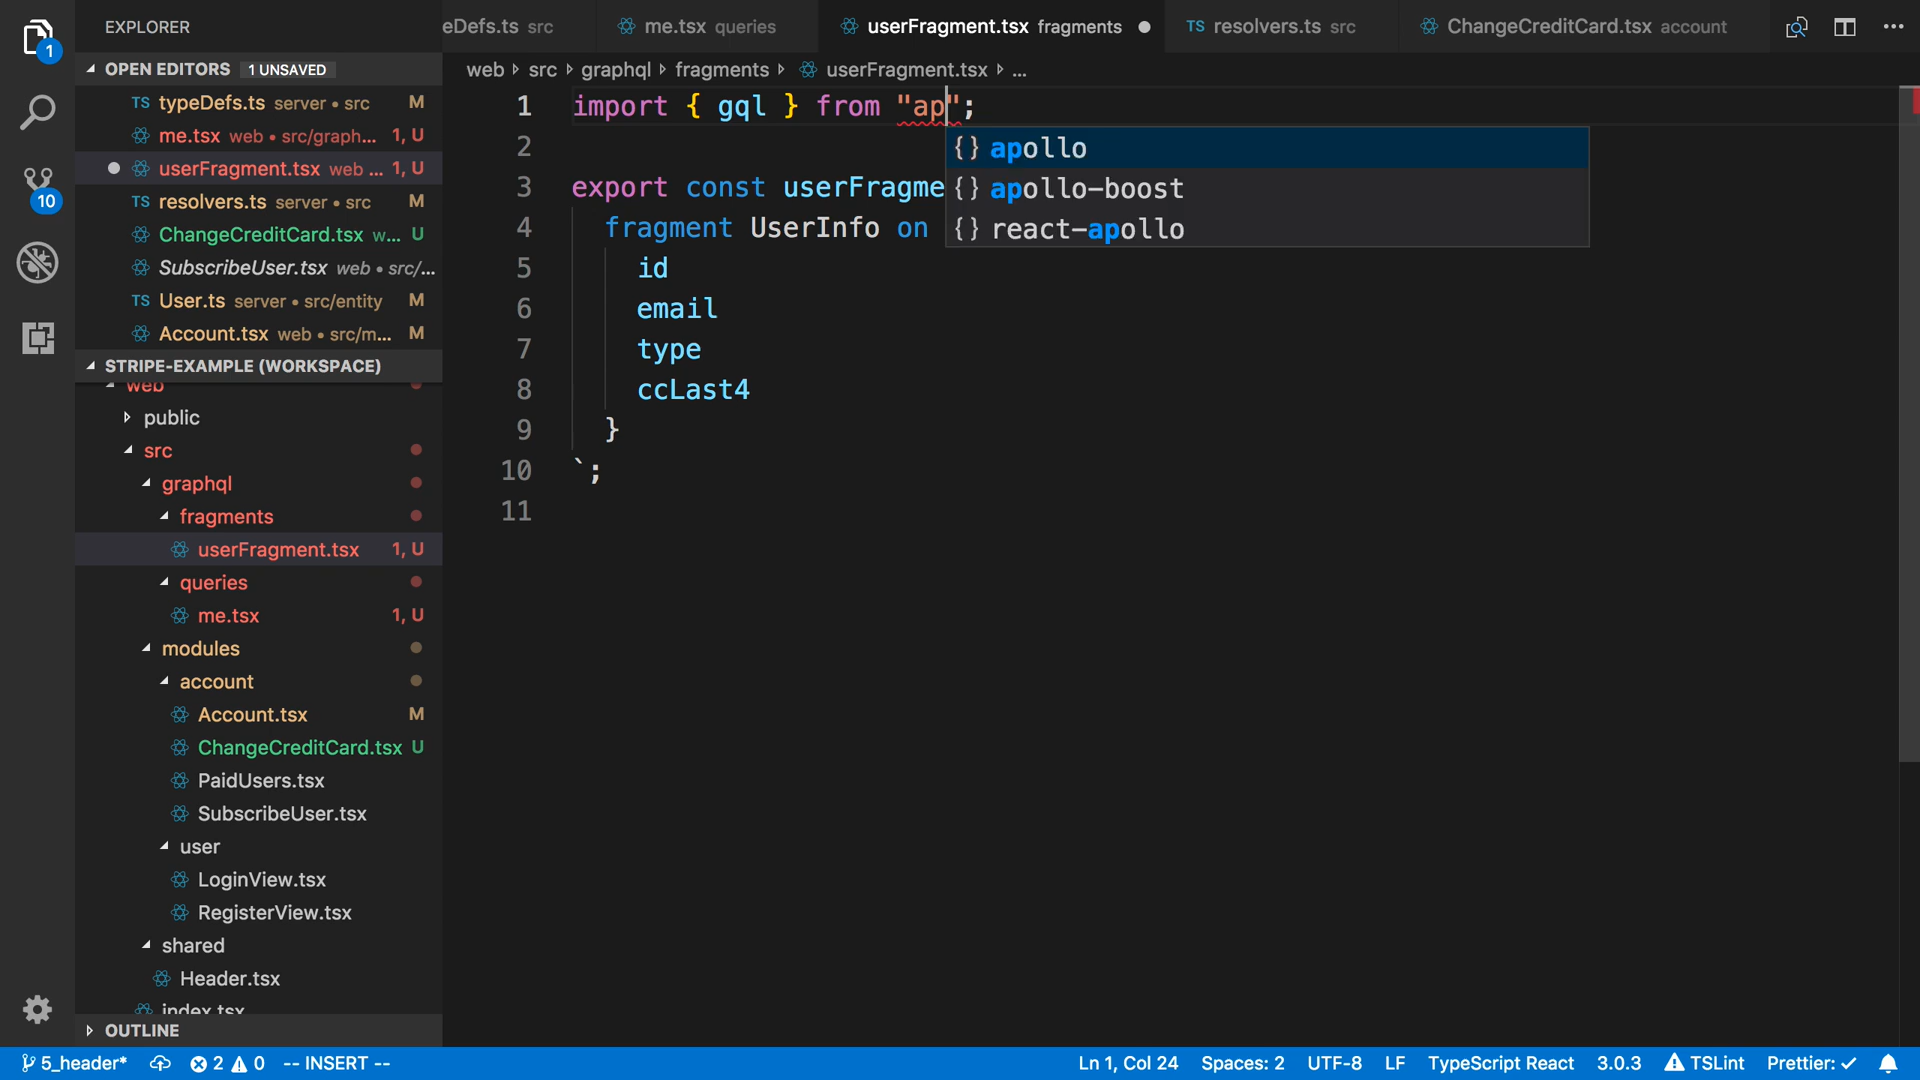 EXPLORER
eDefs.ts src
me.tsx queries
userFragment.tsx fragments
TS resolvers.ts src
ChangeCreditCard.tsx account
1
OPEN EDITORS 1 UNSAVED
web src graphql fragments userFragment.tsx ...
TS typeDefs.ts server • src M
me.tsx web • src/graph... 1, U
userFragment.tsx web ... 1, U
TS resolvers.ts server • src M
ChangeCreditCard.tsx w... U
SubscribeUser.tsx web • src/...
TS User.ts server • src/entity M
Account.tsx web • src/m... M
10
STRIPE-EXAMPLE (WORKSPACE)
web
public
src
graphql
fragments
userFragment.tsx 1, U
queries
me.tsx 1, U
modules
account
Account.tsx M
ChangeCreditCard.tsx U
PaidUsers.tsx
SubscribeUser.tsx
user
LoginView.tsx
RegisterView.tsx
shared
Header.tsx
index.tsx
OUTLINE
1 import { gql } from "ap";
2
3 export const userFragme
4 fragment UserInfo on
5 id
6 email
7 type
8 ccLast4
9 }
10 `;
11
{} apollo
{} apollo-boost
{} react-apollo
5_header* 2 0 -- INSERT -- Ln 1, Col 24 Spaces: 2 UTF-8 LF TypeScript React 3.0.3 TSLint Prettier: ✓